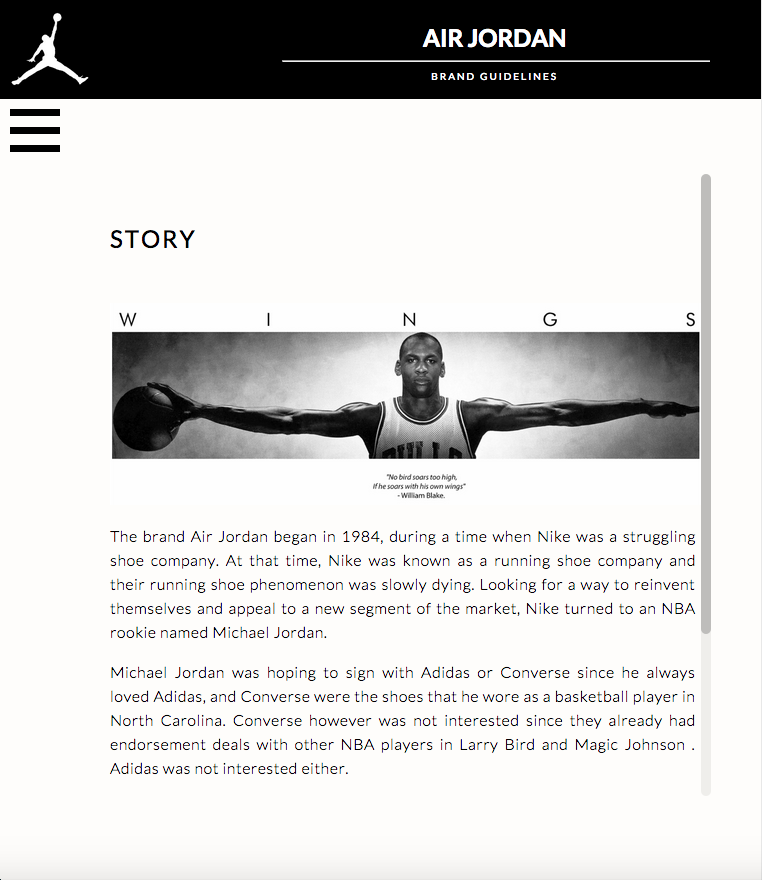 AIR JORDAN
BRAND GUIDELINES
STORY
W I N G S
BULLS
"No bird soars too high,
If he soars with his own wings"
- William Blake.
The brand Air Jordan began in 1984, during a time when Nike was a struggling
shoe company. At that time, Nike was known as a running shoe company and
their running shoe phenomenon was slowly dying. Looking for a way to reinvent
themselves and appeal to a new segment of the market, Nike turned to an NBA
rookie named Michael Jordan.
Michael Jordan was hoping to sign with Adidas or Converse since he always
loved Adidas, and Converse were the shoes that he wore as a basketball player in
North Carolina. Converse however was not interested since they already had
endorsement deals with other NBA players in Larry Bird and Magic Johnson .
Adidas was not interested either.